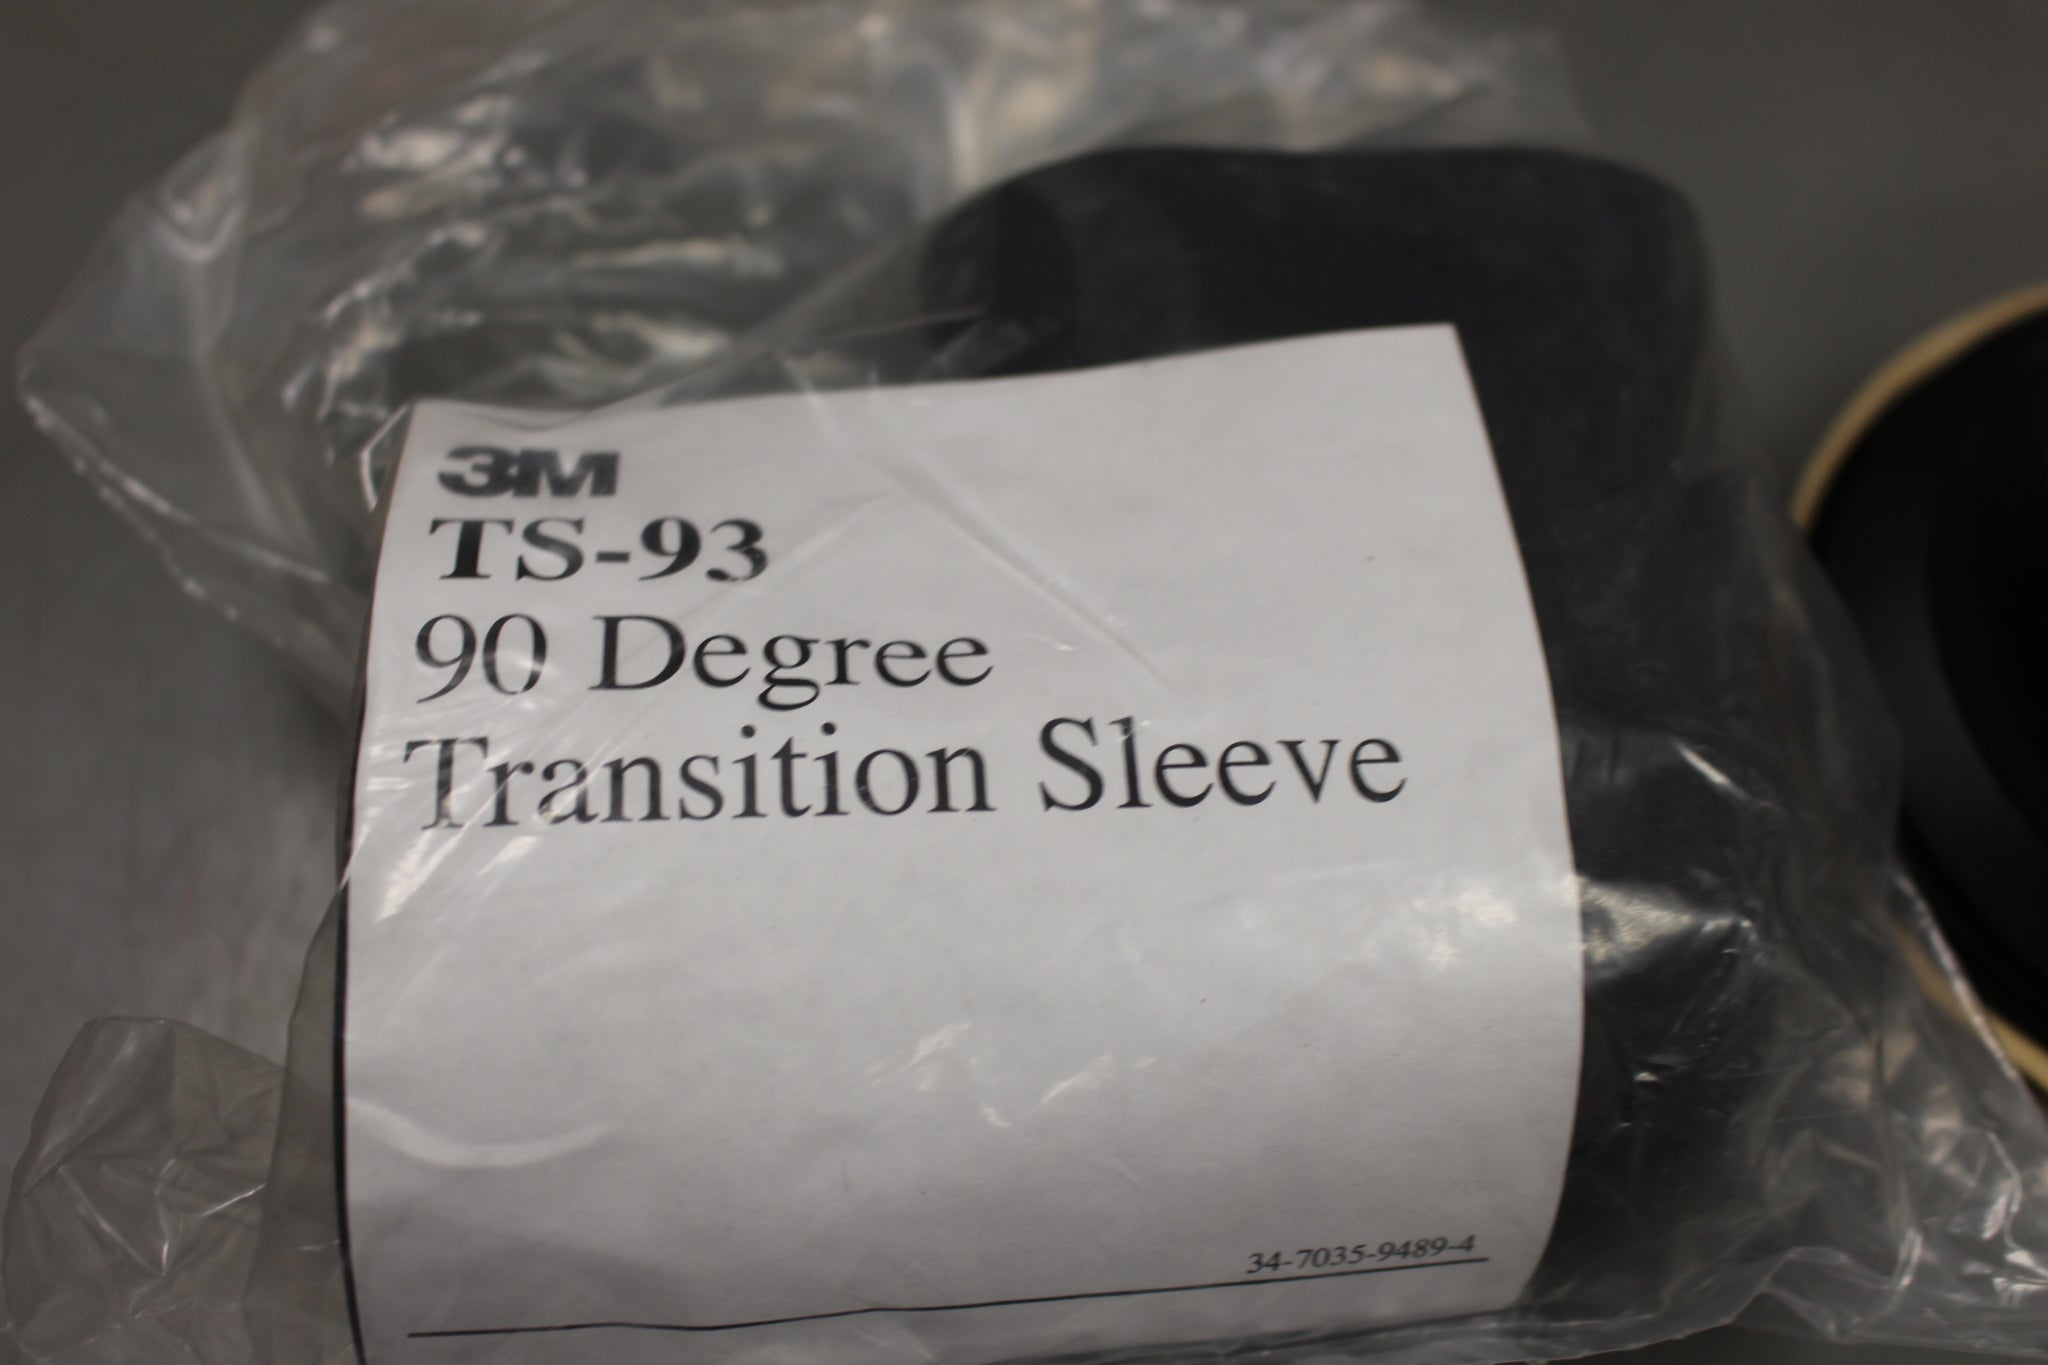 3M
TS-93
90 Degree
Transition Sleeve
34-7035-9489-4